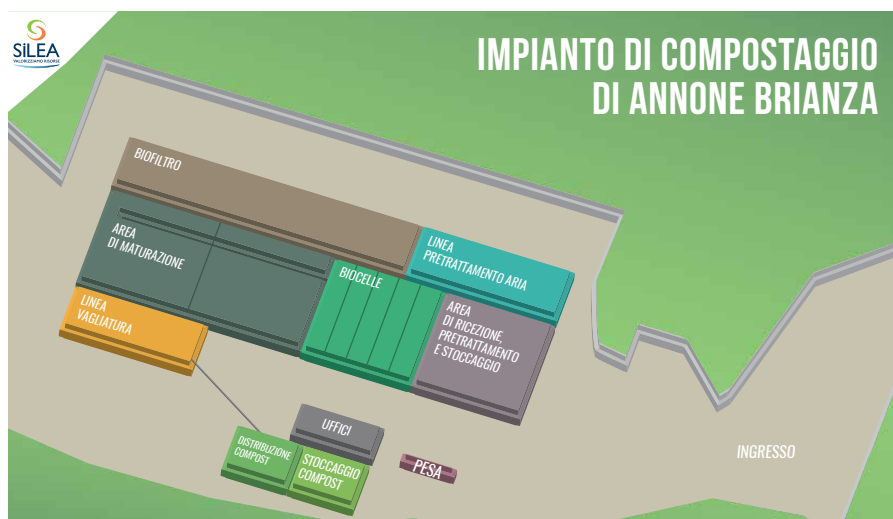 SiLEA
VALORIZZIAMO RISORSE
IMPIANTO DI COMPOSTAGGIO
DI ANNONE BRIANZA
BIOFILTRO
LINEA
PRETRATTAMENTO ARIA
AREA
DI MATURAZIONE
BIOCELLE
LINEA
VAGLIATURA
AREA
DI RICEZIONE,
PRETRATTAMENTO
E STOCCAGGIO
UFFICI
DISTRIBUZIONE
COMPOST
STOCCAGGIO
COMPOST
PESA
INGRESSO